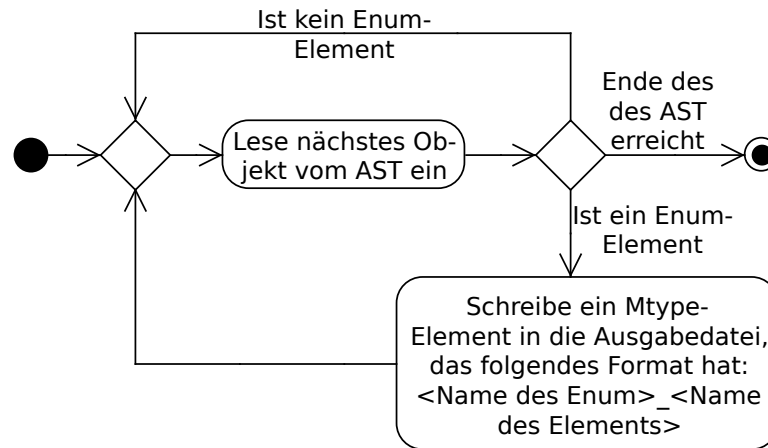 Ist kein Enum-
Element
Ende des
des AST
erreicht
Lese nächstes Ob-
jekt vom AST ein
Ist ein Enum-
Element
Schreibe ein Mtype-
Element in die Ausgabedatei,
das folgendes Format hat:
<Name des Enum>_<Name
des Elements>